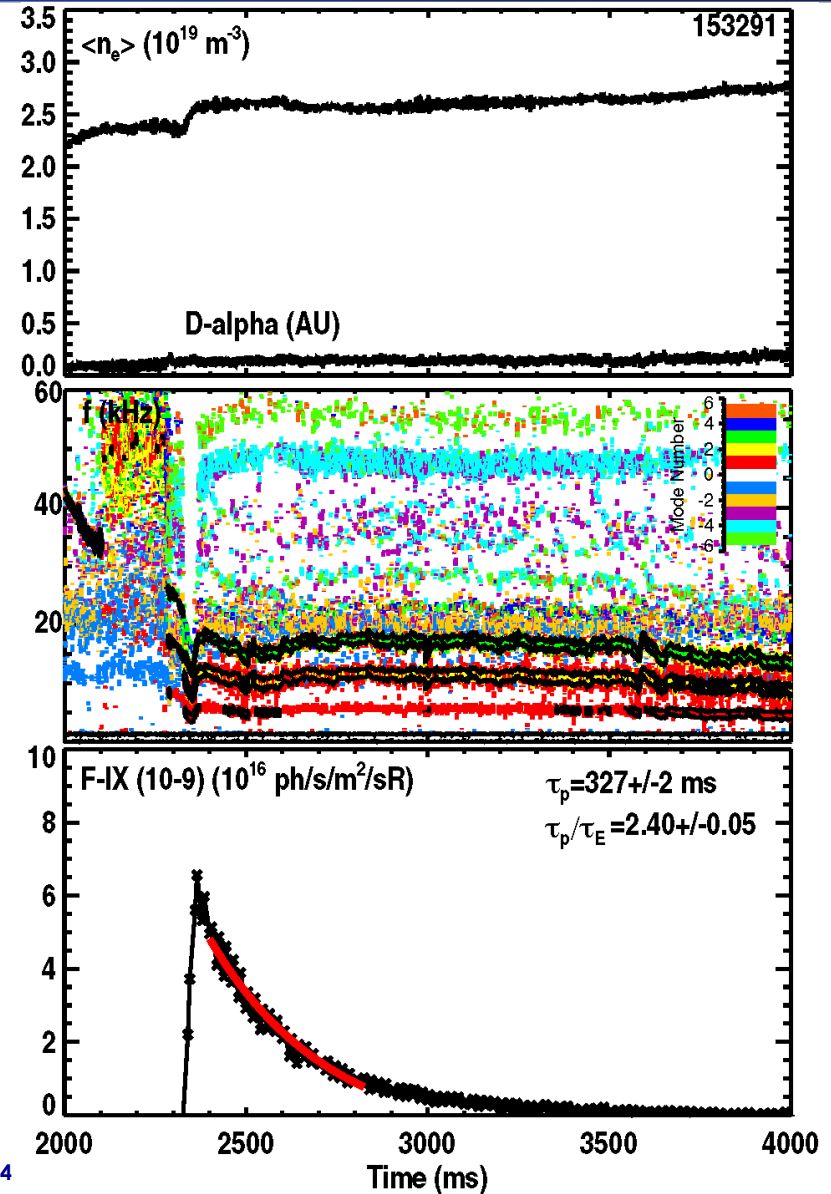 153291
<nₑ> (10¹⁹ m⁻³)
3.5
3.0
2.5
2.0
1.5
1.0
0.5
0.0
D-alpha (AU)
f (kHz)
60
40
20
Mode Number
6
4
2
0
-2
-4
-6
F-IX (10-9) (10¹⁶ ph/s/m²/sR)
τₚ=327+/-2 ms
τₚ/τ_E =2.40+/-0.05
10
8
6
4
2
0
2000 2500 3000 3500 4000
Time (ms)
4